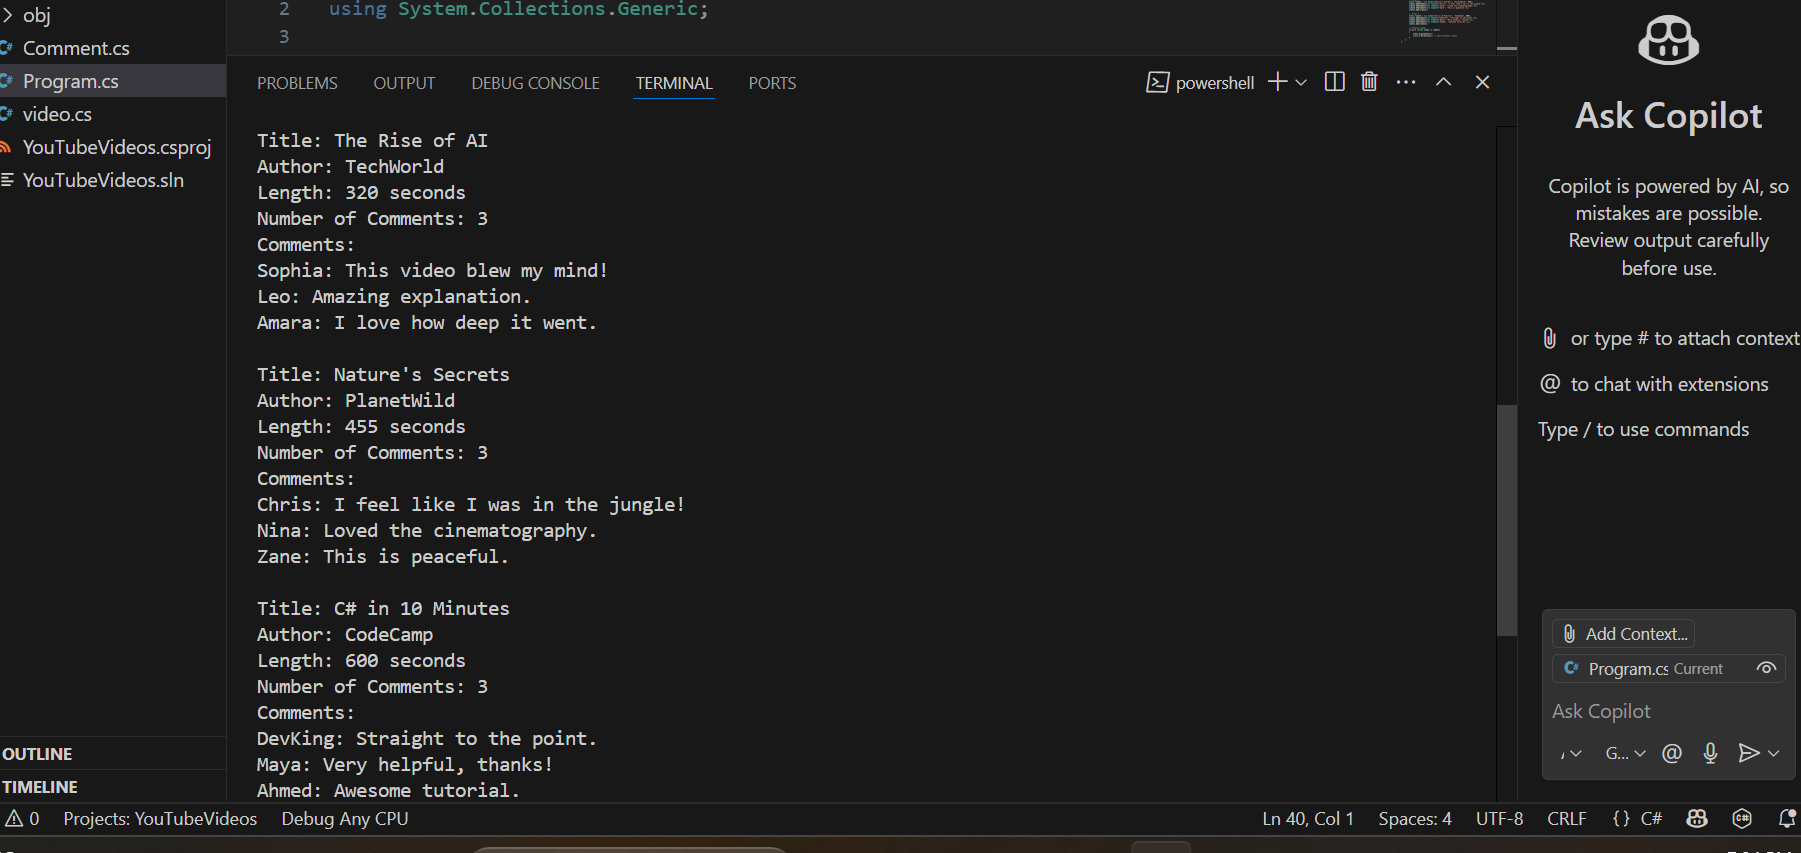 obj
Comment.cs
Program.cs
video.cs
YouTubeVideos.csproj
YouTubeVideos.sln
OUTLINE
TIMELINE
2 using System.Collections.Generic;
3
PROBLEMS OUTPUT DEBUG CONSOLE TERMINAL PORTS
powershell
Title: The Rise of AI
Author: TechWorld
Length: 320 seconds
Number of Comments: 3
Comments:
Sophia: This video blew my mind!
Leo: Amazing explanation.
Amara: I love how deep it went.
Title: Nature's Secrets
Author: PlanetWild
Length: 455 seconds
Number of Comments: 3
Comments:
Chris: I feel like I was in the jungle!
Nina: Loved the cinematography.
Zane: This is peaceful.
Title: C# in 10 Minutes
Author: CodeCamp
Length: 600 seconds
Number of Comments: 3
Comments:
DevKing: Straight to the point.
Maya: Very helpful, thanks!
Ahmed: Awesome tutorial.
Ask Copilot
Copilot is powered by AI, so
mistakes are possible.
Review output carefully
before use.
or type # to attach context
@ to chat with extensions
Type / to use commands
Add Context...
C# Program.cs Current
Ask Copilot
G... @
0 Projects: YouTubeVideos Debug Any CPU
Ln 40, Col 1 Spaces: 4 UTF-8 CRLF {} C#